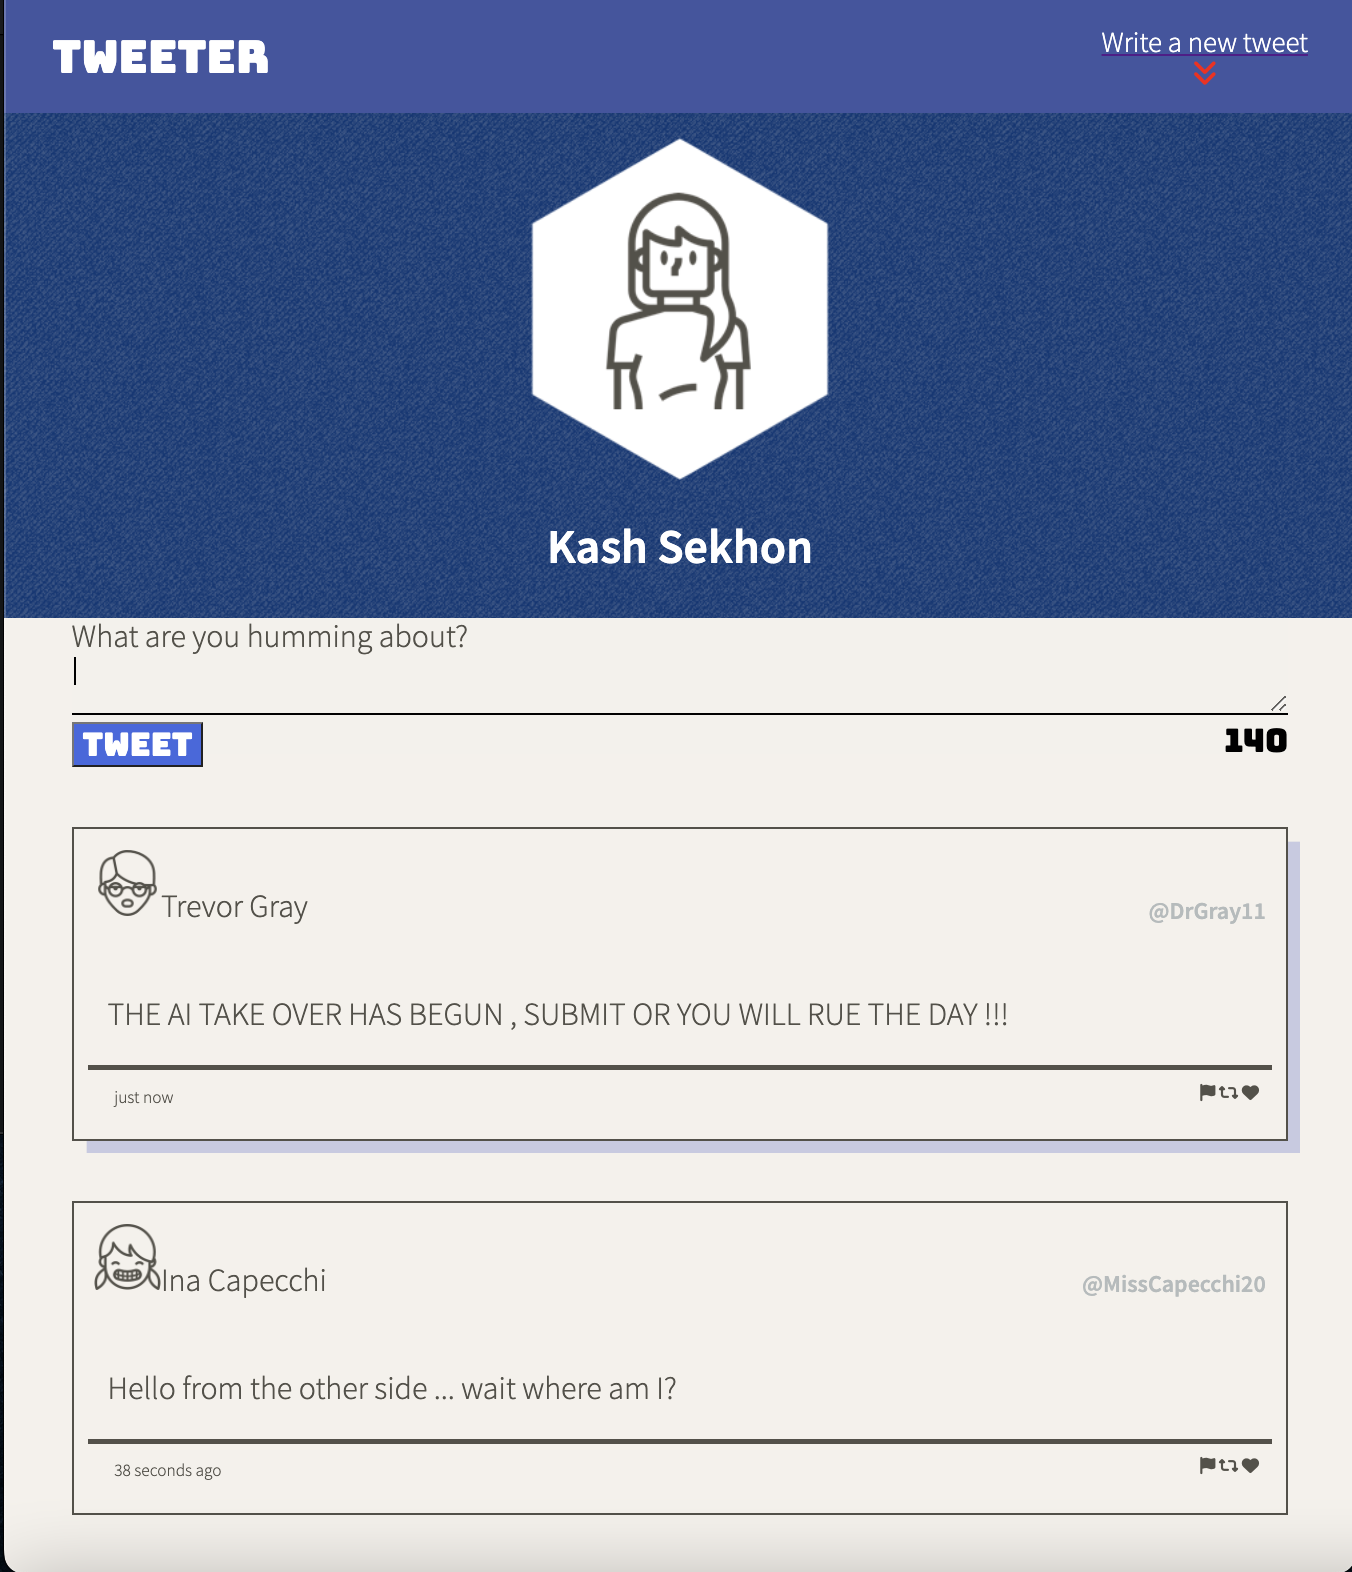 TWEETER
Write a new tweet
Kash Sekhon
What are you humming about?
TWEET
140
Trevor Gray
@DrGray11
THE AI TAKE OVER HAS BEGUN , SUBMIT OR YOU WILL RUE THE DAY !!!
just now
Ina Capecchi
@MissCapecchi20
Hello from the other side ... wait where am I?
38 seconds ago